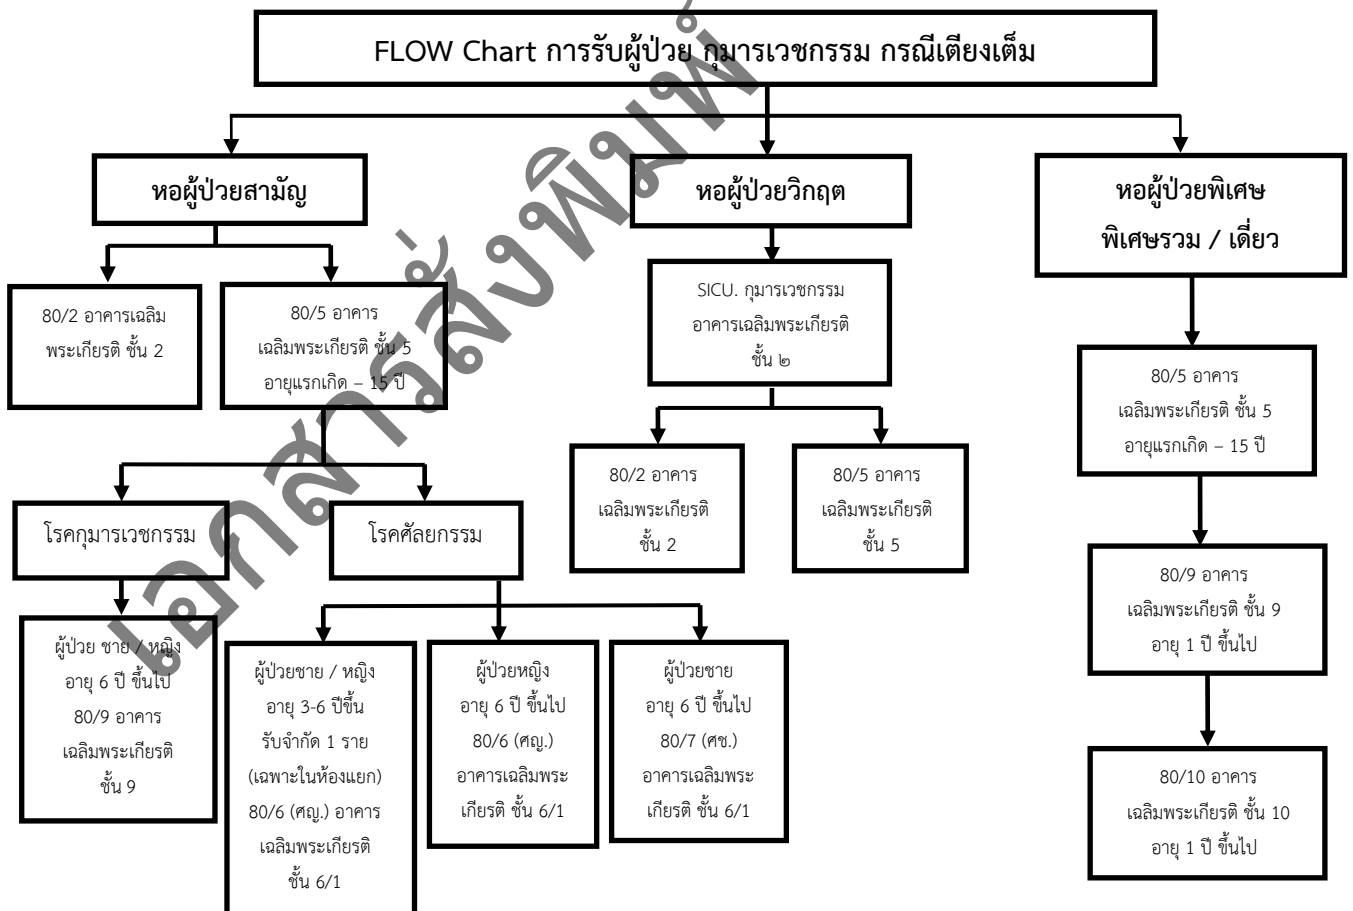 FLOW Chart การรับผู้ป่วย กุมารเวชกรรม กรณีเตียงเต็ม
หอผู้ป่วยสามัญ
หอผู้ป่วยวิกฤต
หอผู้ป่วยพิเศษ
พิเศษรวม / เดี่ยว
80/2 อาคารเฉลิม
พระเกียรติ ชั้น 2
80/5 อาคาร
เฉลิมพระเกียรติ ชั้น 5
อายุแรกเกิด – 15 ปี
SICU. กุมารเวชกรรม
อาคารเฉลิมพระเกียรติ
ชั้น ๒
80/5 อาคาร
เฉลิมพระเกียรติ ชั้น 5
อายุแรกเกิด – 15 ปี
80/2 อาคาร
เฉลิมพระเกียรติ
ชั้น 2
80/5 อาคาร
เฉลิมพระเกียรติ
ชั้น 5
โรคกุมารเวชกรรม
โรคศัลยกรรม
80/9 อาคาร
เฉลิมพระเกียรติ ชั้น 9
อายุ 1 ปี ขึ้นไป
ผู้ป่วย ชาย / หญิง
อายุ 6 ปี ขึ้นไป
80/9 อาคาร
เฉลิมพระเกียรติ
ชั้น 9
ผู้ป่วยชาย / หญิง
อายุ 3-6 ปีขึ้น
รับจำกัด 1 ราย
(เฉพาะในห้องแยก)
80/6 (ศญ.) อาคาร
เฉลิมพระเกียรติ
ชั้น 6/1
ผู้ป่วยหญิง
อายุ 6 ปี ขึ้นไป
80/6 (ศญ.)
อาคารเฉลิมพระ
เกียรติ ชั้น 6/1
ผู้ป่วยชาย
อายุ 6 ปี ขึ้นไป
80/7 (ศช.)
อาคารเฉลิมพระ
เกียรติ ชั้น 6/1
80/10 อาคาร
เฉลิมพระเกียรติ ชั้น 10
อายุ 1 ปี ขึ้นไป
เอกสารสั่งพิมพ์